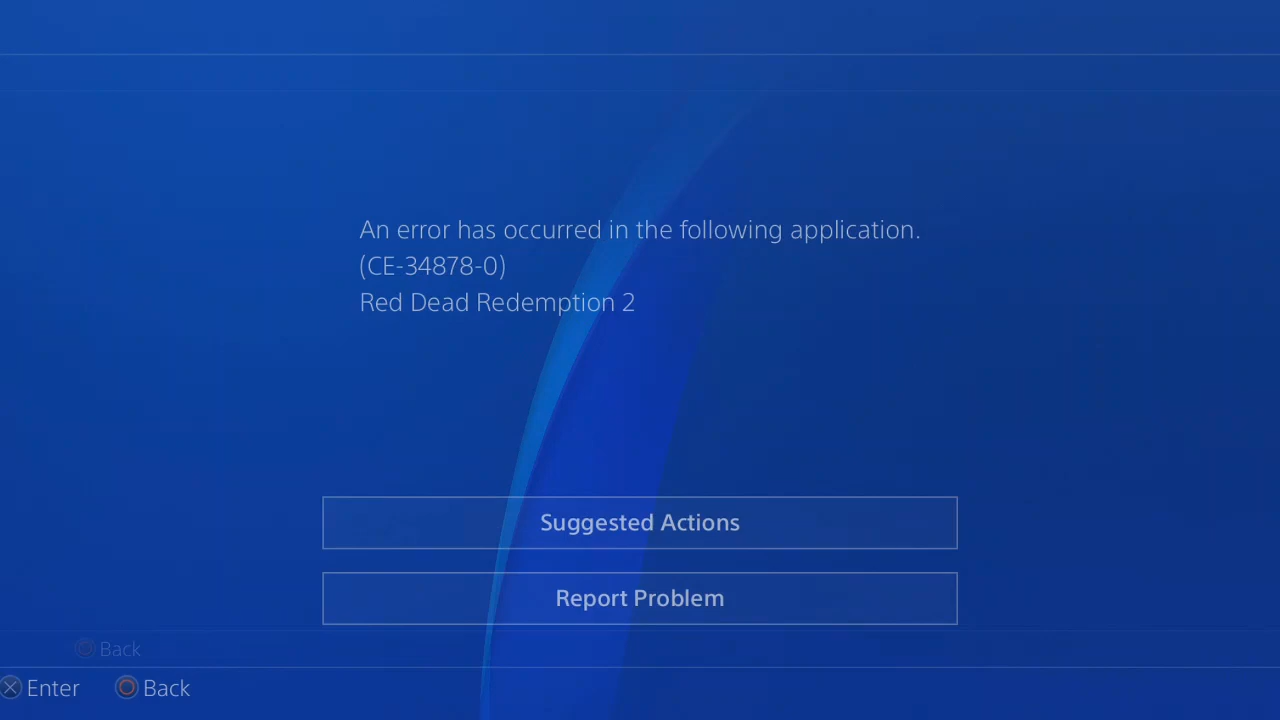 An error has occurred in the following application.
(CE-34878-0)
Red Dead Redemption 2
Suggested Actions
Report Problem
Back
Enter Back